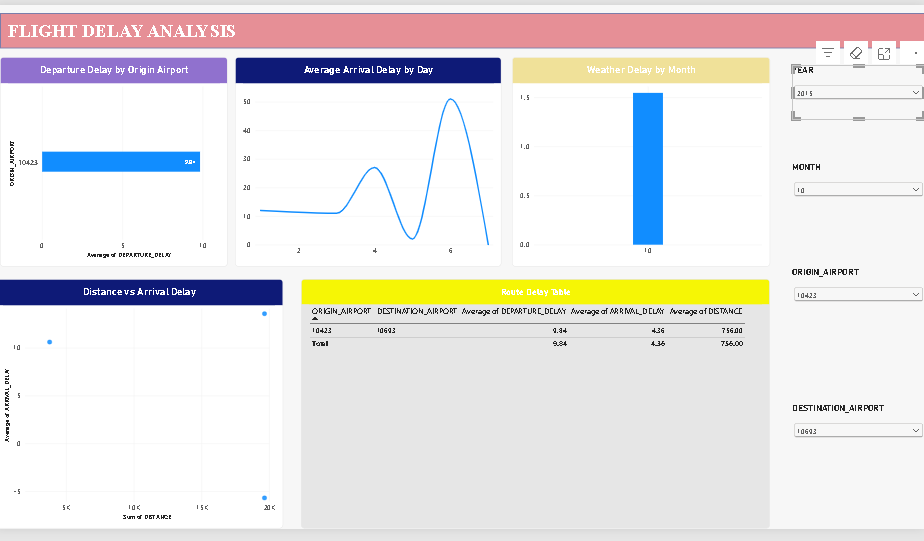 FLIGHT DELAY ANALYSIS
Departure Delay by Origin Airport
ORIGIN_AIRPORT
10423
0
5
10
Average of DEPARTURE_DELAY
Average Arrival Delay by Day
50
40
30
20
10
0
2
4
6
Weather Delay by Month
1.5
1.0
0.5
0.0
10
YEAR
2015
MONTH
10
ORIGIN_AIRPORT
10423
DESTINATION_AIRPORT
10693
Distance vs Arrival Delay
Average of ARRIVAL_DELAY
10
5
0
-5
5K
10K
15K
20K
Sum of DISTANCE
Route Delay Table
ORIGIN_AIRPORT DESTINATION_AIRPORT Average of DEPARTURE_DELAY Average of ARRIVAL_DELAY Average of DISTANCE
10423 10693 9.84 4.36 756.00
Total 9.84 4.36 756.00